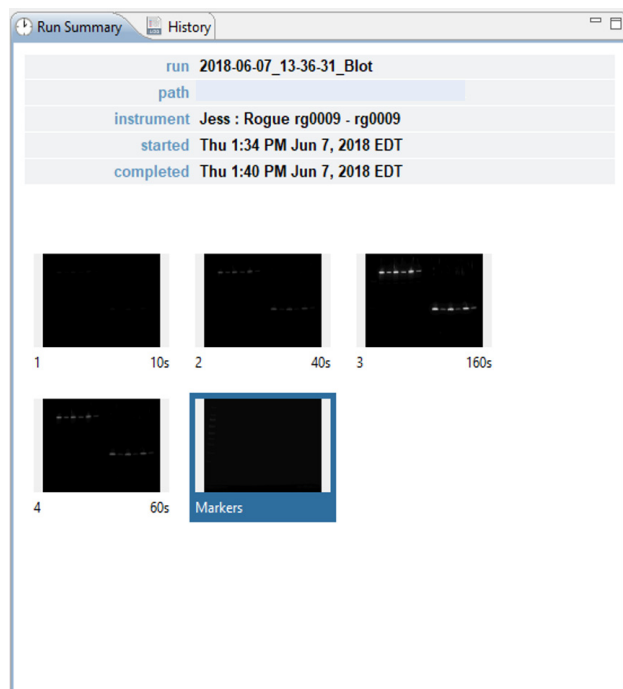 Run Summary History
run 2018-06-07_13-36-31_Blot
path
instrument Jess : Rogue rg0009 - rg0009
started Thu 1:34 PM Jun 7, 2018 EDT
completed Thu 1:40 PM Jun 7, 2018 EDT
1 10s 2 40s 3 160s
4 60s Markers